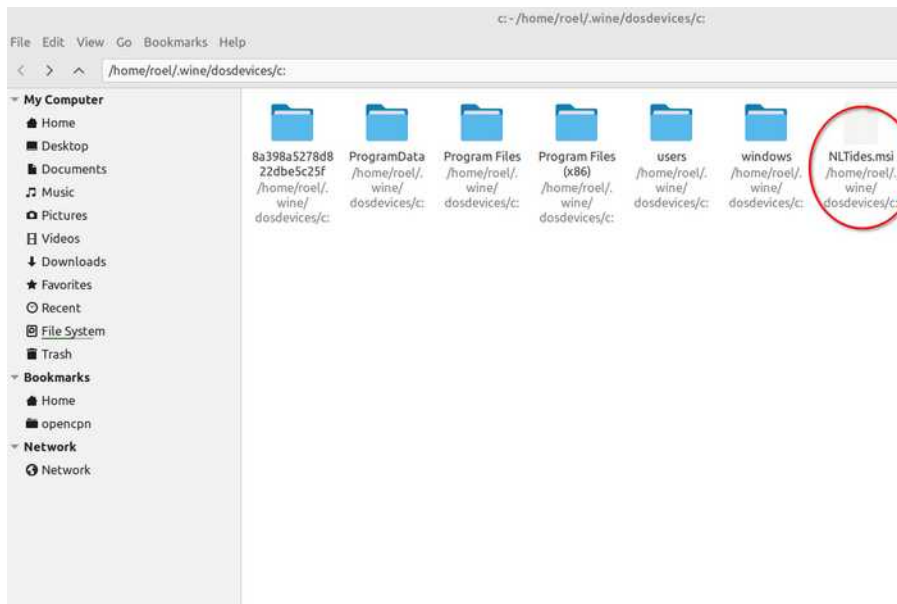 c: - /home/roel/.wine/dosdevices/c:
File Edit View Go Bookmarks Help
/home/roel/.wine/dosdevices/c:
My Computer
Home
Desktop
Documents
Music
Pictures
Videos
Downloads
Favorites
Recent
File System
Trash
Bookmarks
Home
opencpn
Network
Network
8a398a5278d8
22dbe5c25f
/home/roel/.
wine/
dosdevices/c:
ProgramData
/home/roel/.
wine/
dosdevices/c:
Program Files
/home/roel/.
wine/
dosdevices/c:
Program Files
(x86)
/home/roel/.
wine/
dosdevices/c:
users
/home/roel/.
wine/
dosdevices/c:
windows
/home/roel/.
wine/
dosdevices/c:
NLTides.msi
/home/roel/.
wine/
dosdevices/c: